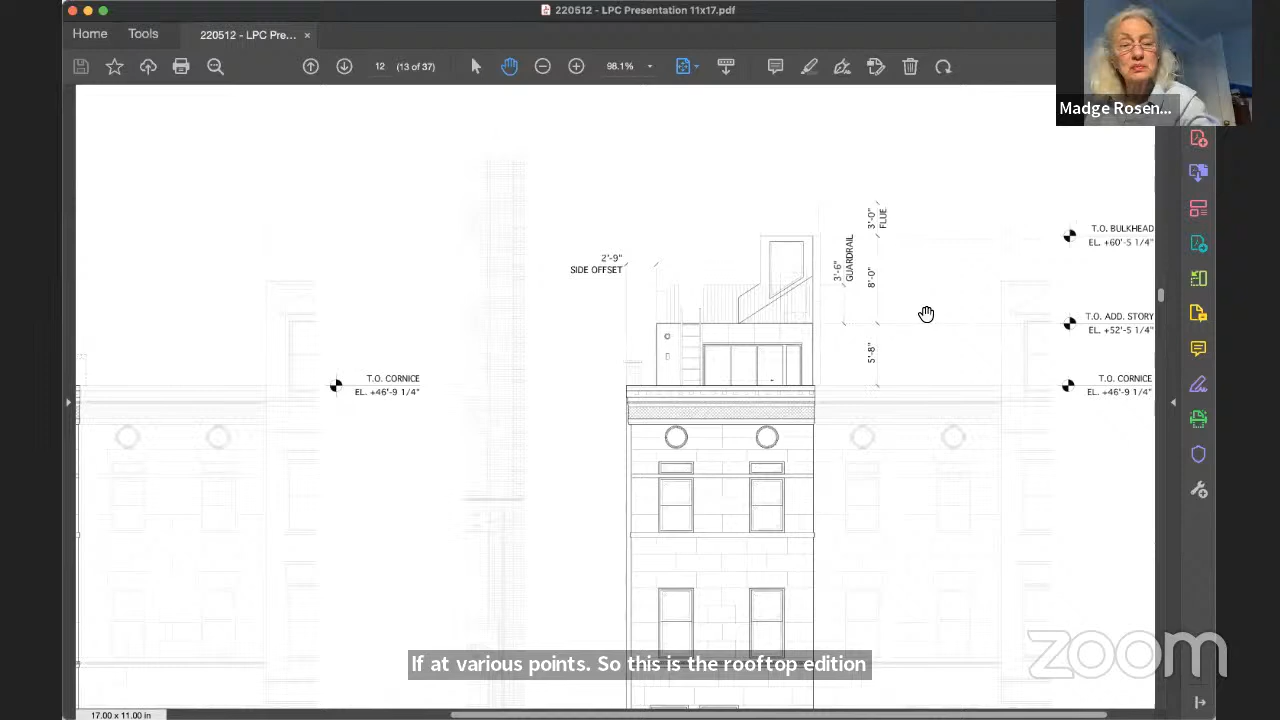 220512 - LPC Presentation 11x17.pdf
Home
Tools
220512 - LPC Pre...
×
12
(13 of 37)
98.1%
Madge Rosen...
3'-0"
FLUE
3'-6"
GUARDRAIL
8'-0"
5'-8"
2'-9"
SIDE OFFSET
T.O. BULKHEAD
EL. +60'-5 1/4"
T.O. ADD. STORY
EL. +52'-5 1/4"
T.O. CORNICE
EL. +46'-9 1/4"
T.O. CORNICE
EL. +46'-9 1/4"
If at various points. So this is the rooftop edition
zoom
17.00 x 11.00 in